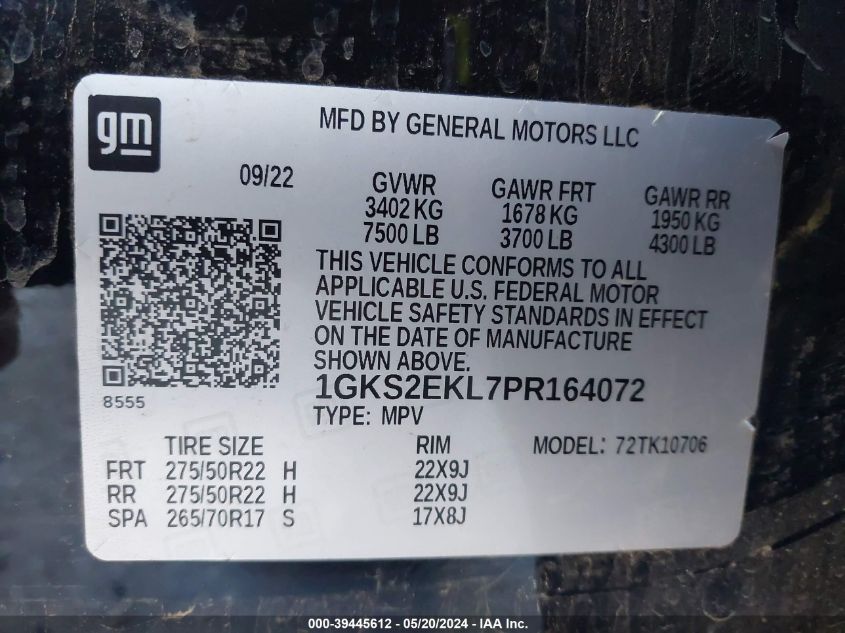 gm
MFD BY GENERAL MOTORS LLC
09/22
GVWR GAWR FRT GAWR RR
3402 KG 1678 KG 1950 KG
7500 LB 3700 LB 4300 LB
THIS VEHICLE CONFORMS TO ALL
APPLICABLE U.S. FEDERAL MOTOR
VEHICLE SAFETY STANDARDS IN EFFECT
ON THE DATE OF MANUFACTURE
SHOWN ABOVE.
8555
1GKS2EKL7PR164072
TYPE: MPV
TIRE SIZE RIM MODEL: 72TK10706
FRT 275/50R22 H 22X9J
RR 275/50R22 H 22X9J
SPA 265/70R17 S 17X8J
000-39445612 - 05/20/2024 - IAA Inc.